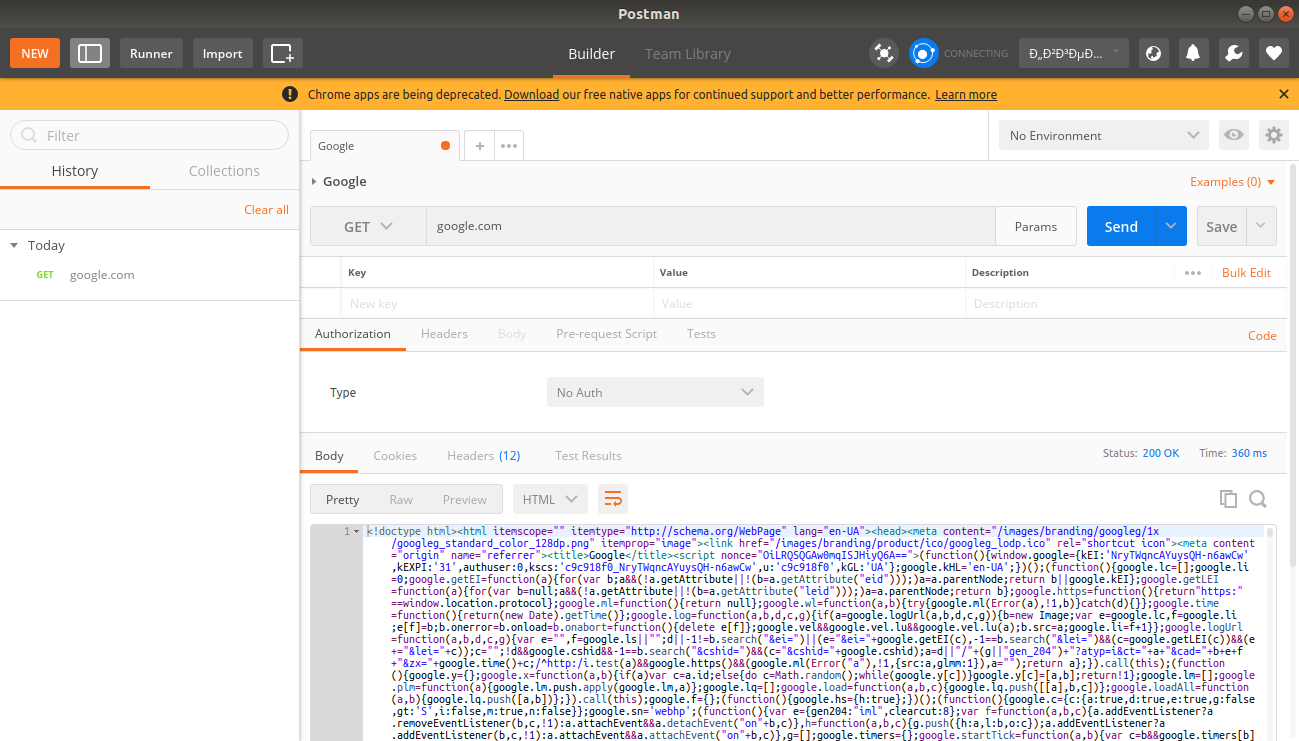 Postman
NEW
Runner
Import
Builder
Team Library
CONNECTING
Ð„Ð²Ð³ÐµÐ...
Chrome apps are being deprecated. Download our free native apps for continued support and better performance. Learn more
Filter
History
Collections
Clear all
Today
GET google.com
Google
No Environment
Google
Examples (0)
GET
google.com
Params
Send
Save
Key
Value
Description
Bulk Edit
New key
Value
Description
Authorization
Headers
Body
Pre-request Script
Tests
Code
Type
No Auth
Body
Cookies
Headers (12)
Test Results
Status: 200 OK
Time: 360 ms
Pretty
Raw
Preview
HTML
1
<!doctype html><html itemscope="" itemtype="http://schema.org/WebPage" lang="en-UA"><head><meta content="/images/branding/googleg/1x
/googleg_standard_color_128dp.png" itemprop="image"><link href="/images/branding/product/ico/googleg_lodp.ico" rel="shortcut icon"><meta content
="origin" name="referrer"><title>Google</title><script nonce="OiLRQSQGAw0mqISJHiyQ6A==">(function(){window.google={kEI:'NryTWqncAYuysQH-n6awCw'
,kEXPI:'31',authuser:0,kscs:'c9c918f0_NryTWqncAYuysQH-n6awCw',u:'c9c918f0',kGL:'UA'};google.kHL='en-UA';})();(function(){google.lc=[];google.li
=0;google.getEI=function(a){for(var b;a&&(!a.getAttribute||!(b=a.getAttribute("eid")));)a=a.parentNode;return b||google.kEI};google.getLEI
=function(a){for(var b=null;a&&(!a.getAttribute||!(b=a.getAttribute("leid")));)a=a.parentNode;return b};google.https=function(){return"https:"
==window.location.protocol};google.ml=function(){return null};google.wl=function(a,b){try{google.ml(Error(a),!1,b)}catch(d){}};google.time
=function(){return(new Date).getTime()};google.log=function(a,b,d,c,g){if(a=google.logUrl(a,b,d,c,g)){b=new Image;var e=google.lc,f=google.li
;e[f]=b;b.onerror=b.onload=b.onabort=function(){delete e[f]};google.vel&&google.vel.lu&&google.vel.lu(a);b.src=a;google.li=f+1}};google.logUrl
=function(a,b,d,c,g){var e="",f=google.ls||"";d||-1!=b.search("&ei=")||(e="&ei="+google.getEI(c),-1==b.search("&lei=")&&(c=google.getLEI(c))&&(e
+="&lei="+c));c="";!d&&google.cshid&&-1==b.search("&cshid=")&&(c="&cshid="+google.cshid);a=d||"/"+(g||"gen_204")+"?atyp=i&ct="+a+"&cad="+b+e+f
+"&zx="+google.time()+c;/^http:/i.test(a)&&google.https()&&(google.ml(Error("a"),!1,{src:a,glmm:1}),a="");return a};}).call(this);(function
(){google.y={};google.x=function(a,b){if(a)var c=a.id;else{do c=Math.random();while(google.y[c])}google.y[c]=[a,b];return!1};google.lm=[];google
.plm=function(a){google.lm.push.apply(google.lm,a)};google.lq=[];google.load=function(a,b,c){google.lq.push([[a],b,c])};google.loadAll=function
(a,b){google.lq.push([a,b])};}).call(this);google.f={};(function(){google.hs={h:true};})();(function(){google.c={c:{a:true,d:true,e:true,g:false
,gt:'S',i:false,m:true,n:false}};google.sn='webhp';(function(){var e={gen204:"iml",clearcut:8};var f=function(a,b,c){a.addEventListener?a
.removeEventListener(b,c,!1):a.attachEvent&&a.detachEvent("on"+b,c)},h=function(a,b,c){g.push({h:a,l:b,o:c});a.addEventListener?a
.addEventListener(b,c,!1):a.attachEvent&&a.attachEvent("on"+b,c)},g=[];google.timers={};google.startTick=function(a,b){var c=b&&google.timers[b]